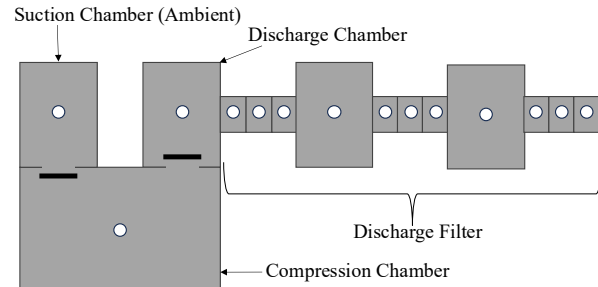 Suction Chamber (Ambient)
Discharge Chamber
Discharge Filter
Compression Chamber